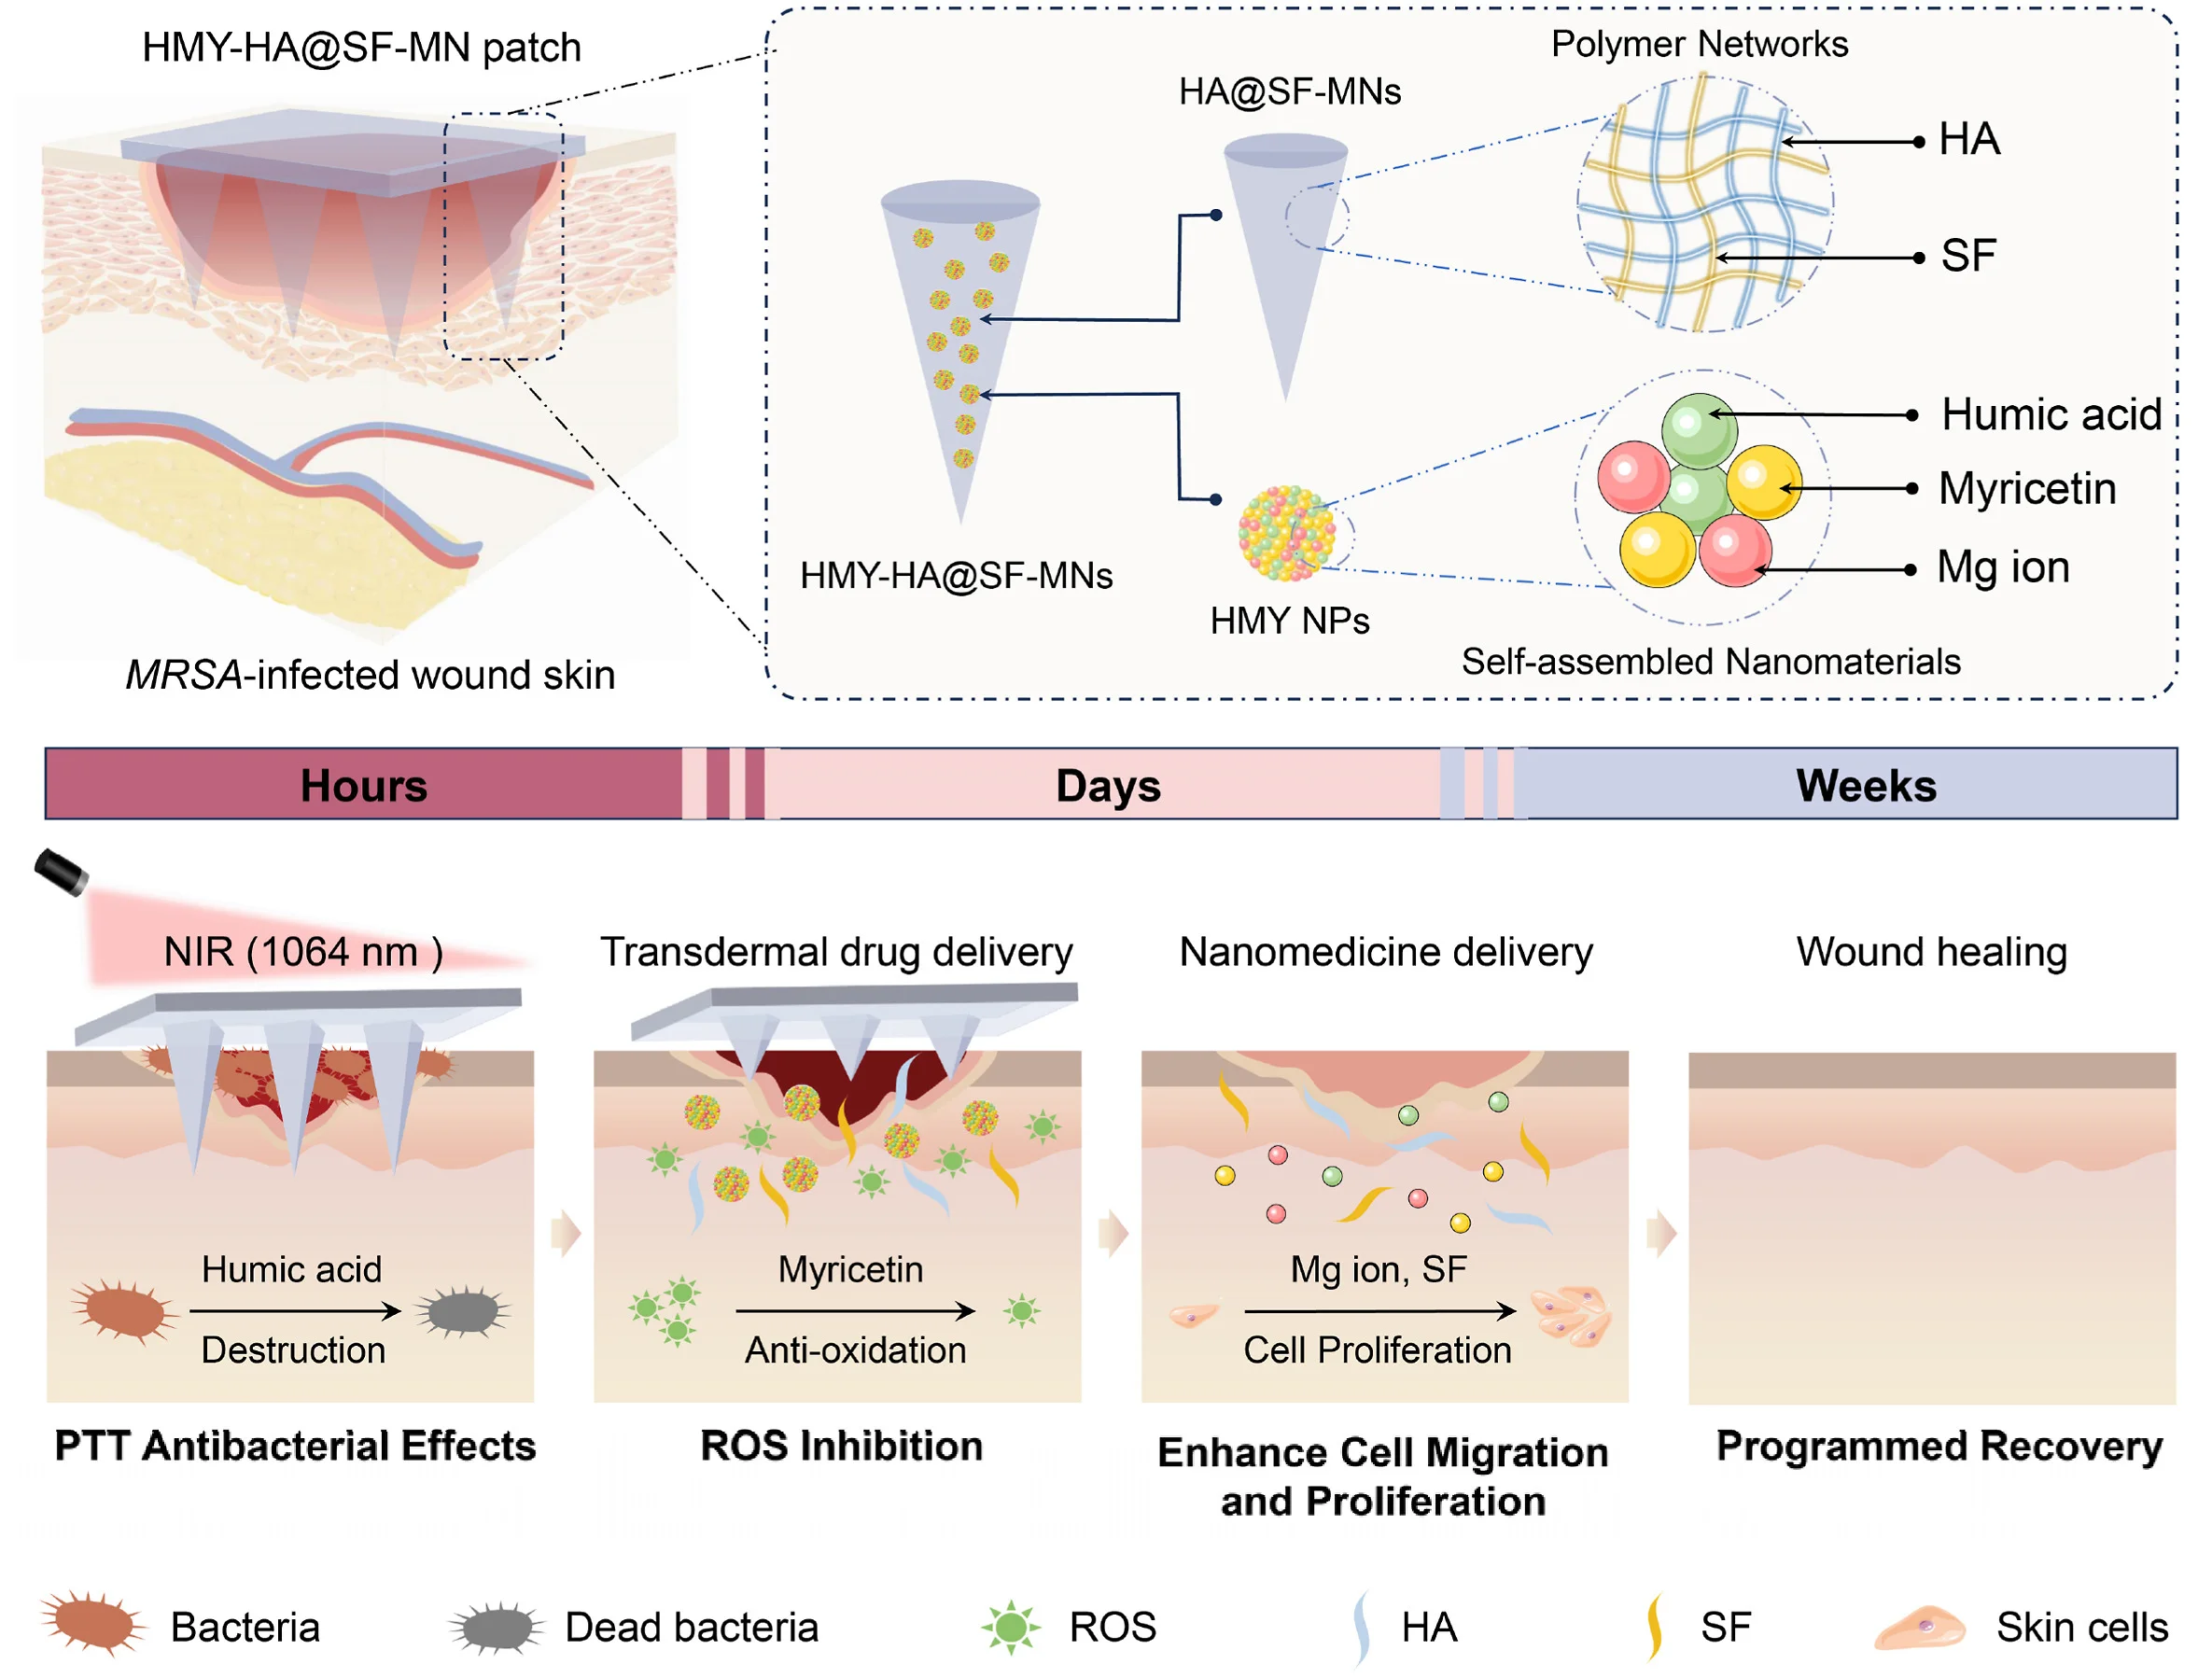 HMY-HA@SF-MN patch
MRSA-infected wound skin
HMY-HA@SF-MNs
HA@SF-MNs
HMY NPs
Polymer Networks
HA
SF
Humic acid
Myricetin
Mg ion
Self-assembled Nanomaterials
Hours
Days
Weeks
NIR (1064 nm )
Humic acid
Destruction
PTT Antibacterial Effects
Transdermal drug delivery
Myricetin
Anti-oxidation
ROS Inhibition
Nanomedicine delivery
Mg ion, SF
Cell Proliferation
Enhance Cell Migration
and Proliferation
Wound healing
Programmed Recovery
Bacteria
Dead bacteria
ROS
HA
SF
Skin cells